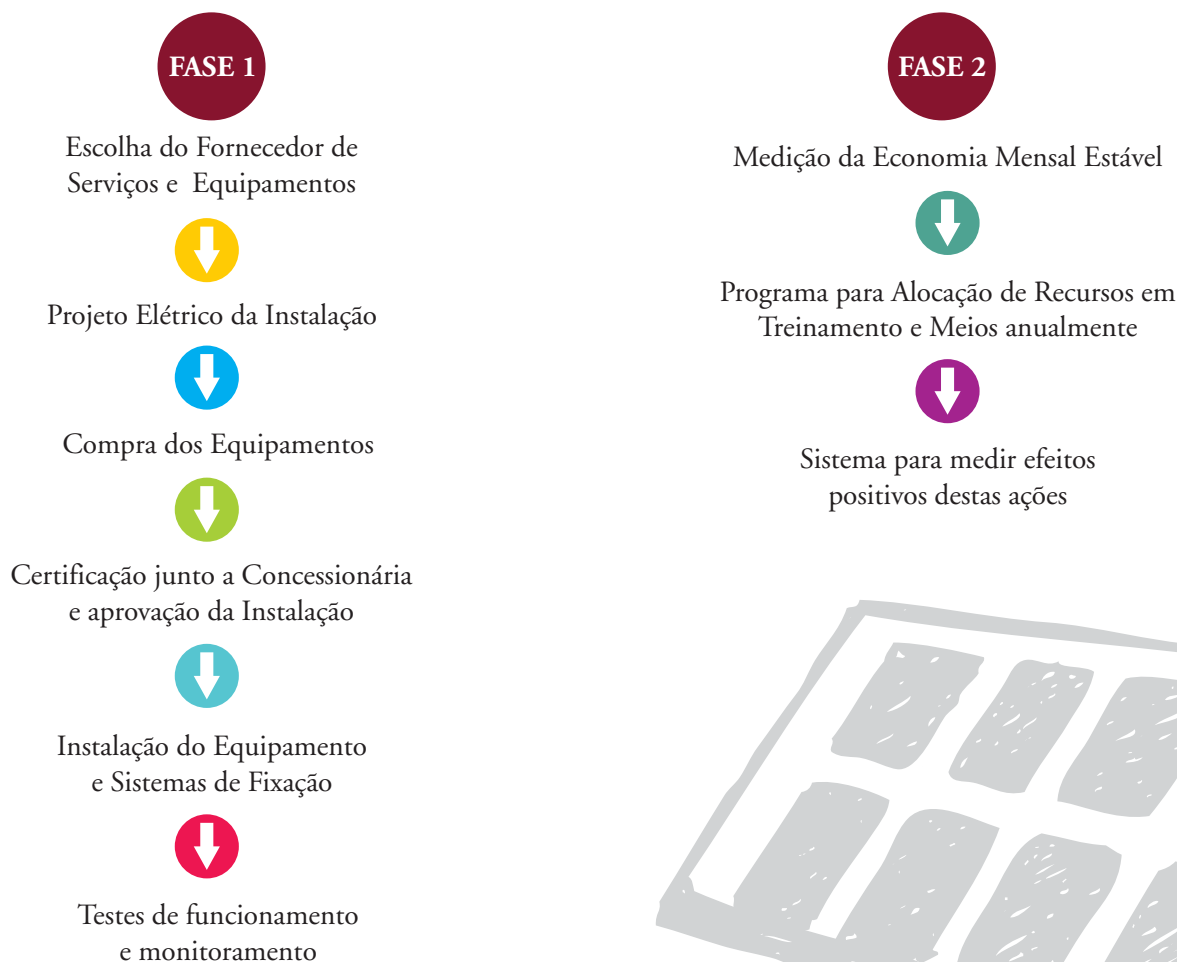 FASE 1
Escolha do Fornecedor de
Serviços e Equipamentos
Projeto Elétrico da Instalação
Compra dos Equipamentos
Certificação junto a Concessionária
e aprovação da Instalação
Instalação do Equipamento
e Sistemas de Fixação
Testes de funcionamento
e monitoramento
FASE 2
Medição da Economia Mensal Estável
Programa para Alocação de Recursos em
Treinamento e Meios anualmente
Sistema para medir efeitos
positivos destas ações